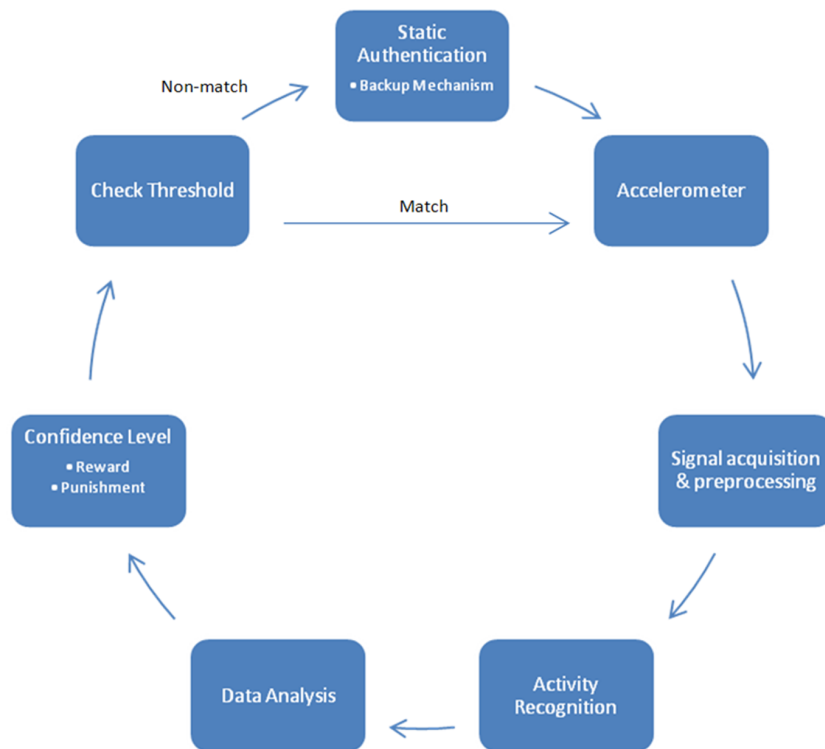 Static
Authentication
▪ Backup Mechanism
Non-match
Check Threshold
Match
Accelerometer
Confidence Level
▪ Reward
▪ Punishment
Signal acquisition
& preprocessing
Data Analysis
Activity
Recognition